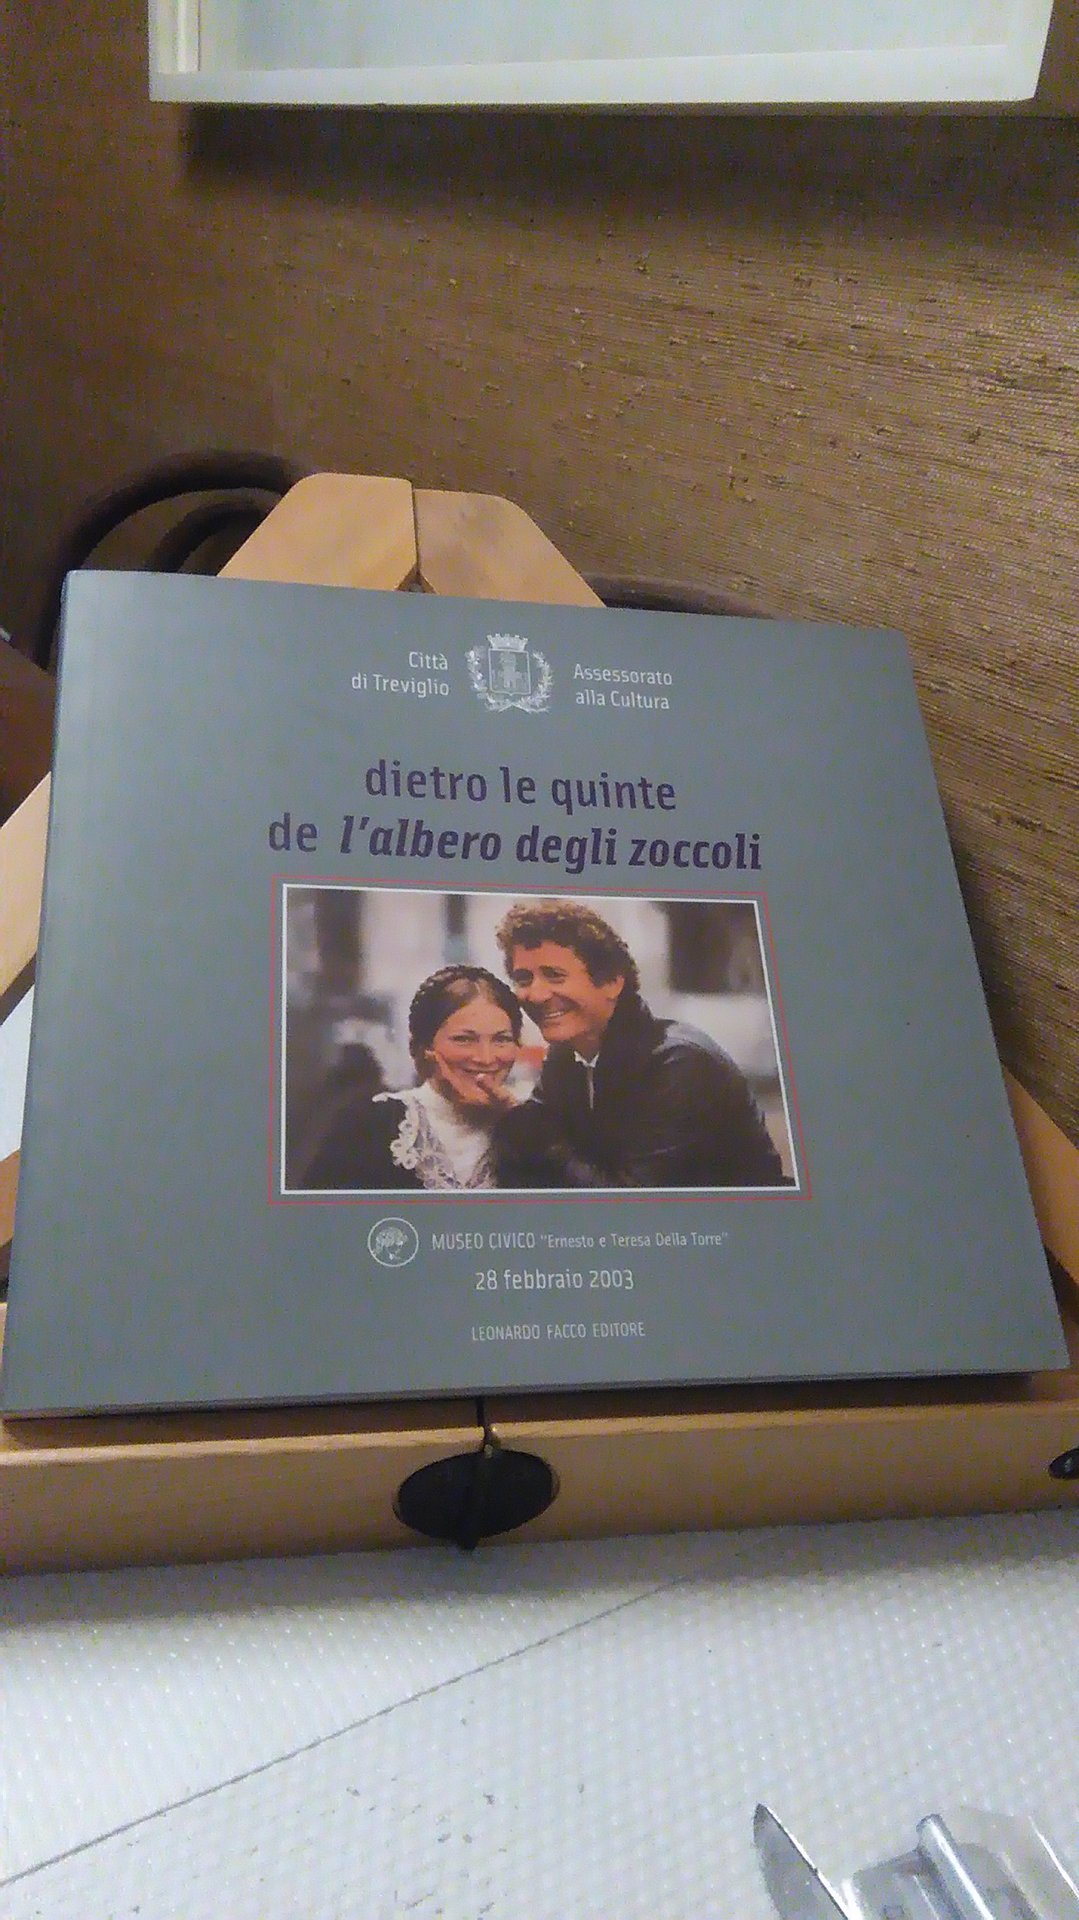 Città
di Treviglio
Assessorato
alla Cultura
dietro le quinte
de l'albero degli zoccoli
MUSEO CIVICO "Ernesto e Teresa Della Torre"
28 febbraio 2003
LEONARDO FACCO EDITORE